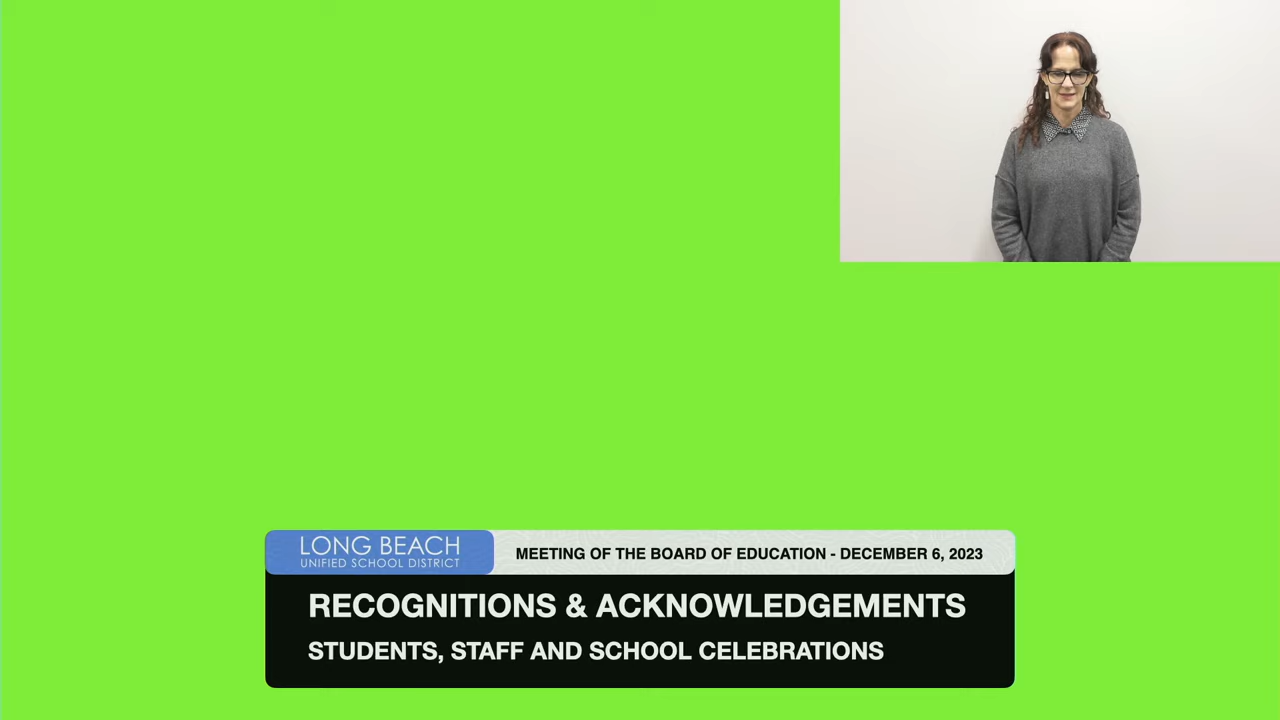 LONG BEACH
UNIFIED SCHOOL DISTRICT
MEETING OF THE BOARD OF EDUCATION - DECEMBER 6, 2023
RECOGNITIONS & ACKNOWLEDGEMENTS
STUDENTS, STAFF AND SCHOOL CELEBRATIONS